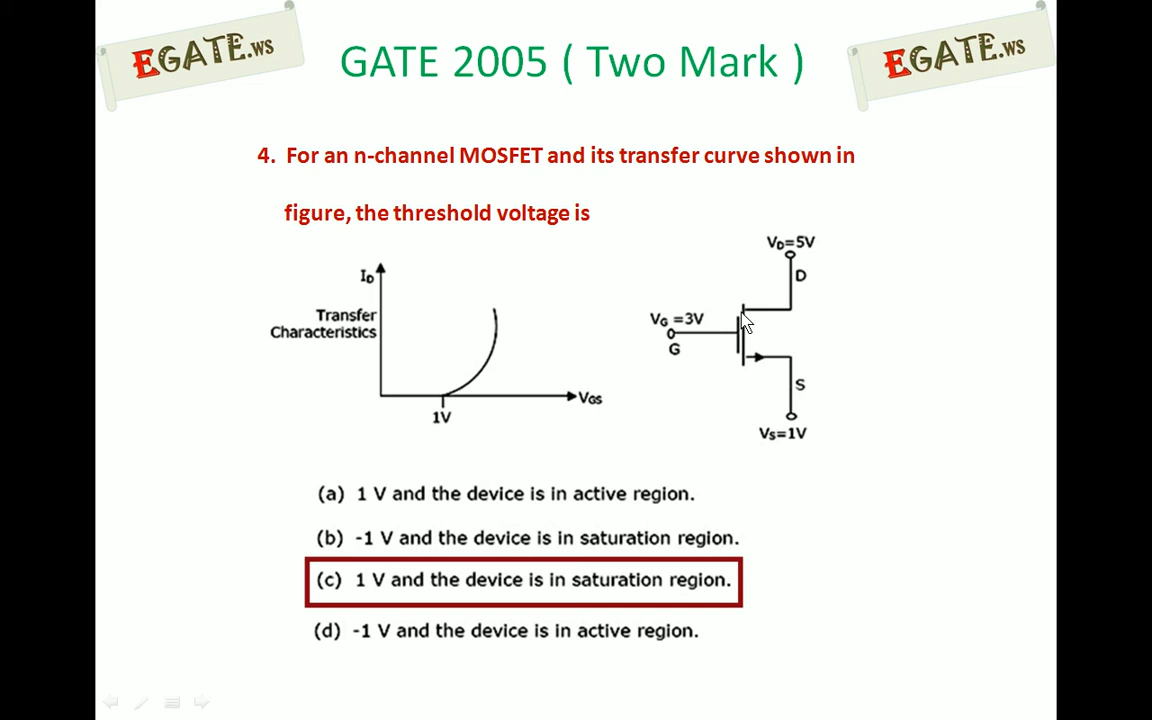 EGATE.ws
GATE 2005 ( Two Mark )
EGATE.ws
4. For an n-channel MOSFET and its transfer curve shown in
figure, the threshold voltage is
ID
Transfer
Characteristics
1V
VGS
VD=5V
D
VG =3V
G
S
VS=1V
(a) 1 V and the device is in active region.
(b) -1 V and the device is in saturation region.
(c) 1 V and the device is in saturation region.
(d) -1 V and the device is in active region.